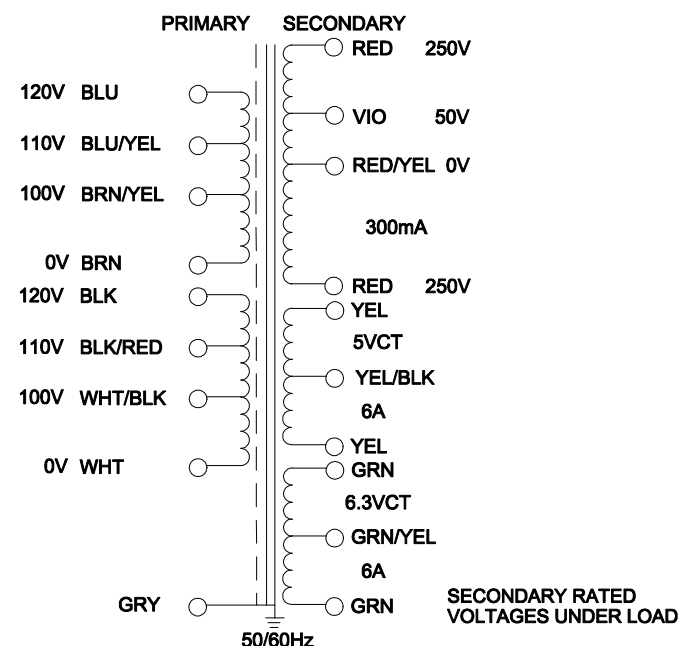 PRIMARY SECONDARY
RED 250V
120V BLU
VIO 50V
110V BLU/YEL
RED/YEL 0V
100V BRN/YEL
300mA
0V BRN
RED 250V
120V BLK
YEL
5VCT
110V BLK/RED
YEL/BLK
100V WHT/BLK
6A
YEL
0V WHT
GRN
6.3VCT
GRN/YEL
6A
GRY
GRN
SECONDARY RATED
VOLTAGES UNDER LOAD
50/60Hz